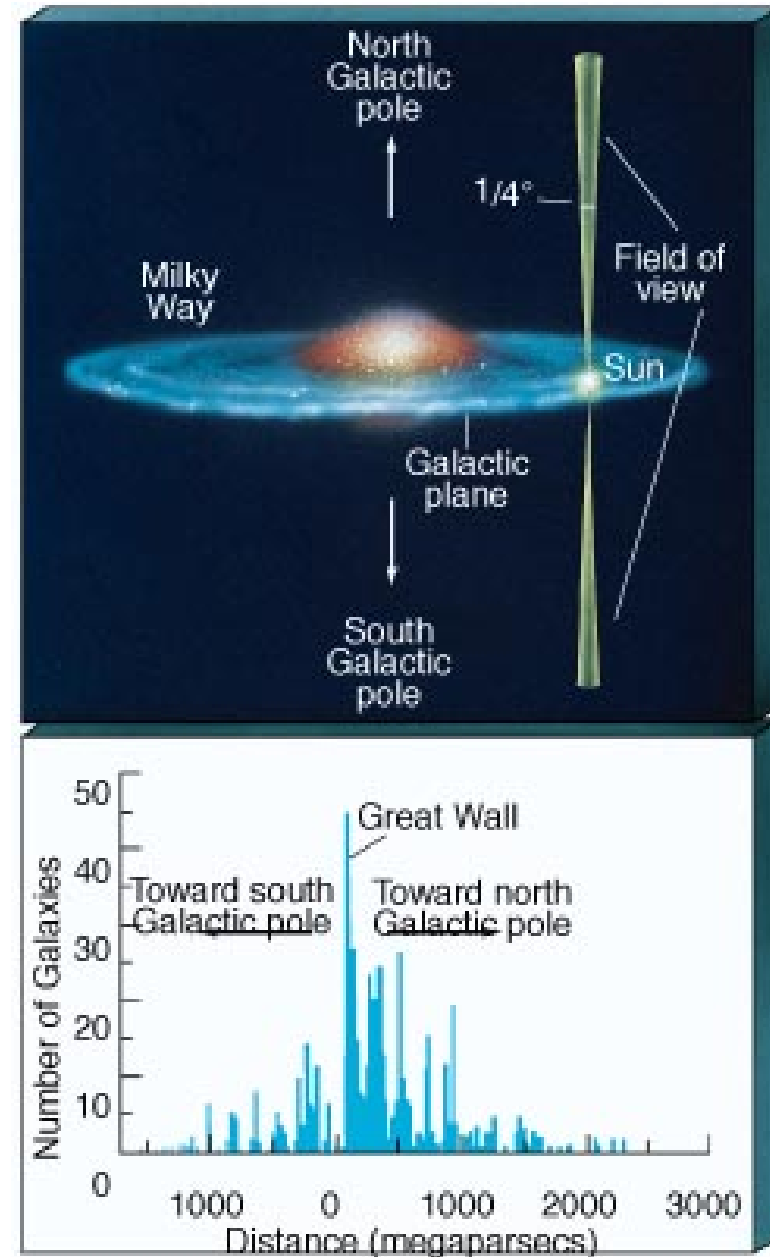 North
Galactic
pole
1/4°
Field of
view
Milky
Way
Sun
Galactic
plane
South
Galactic
pole
50
40
30
20
10
0
Number of Galaxies
Great Wall
Toward south
Galactic pole
Toward north
Galactic pole
1000 0 1000 2000 3000
Distance (megaparsecs)